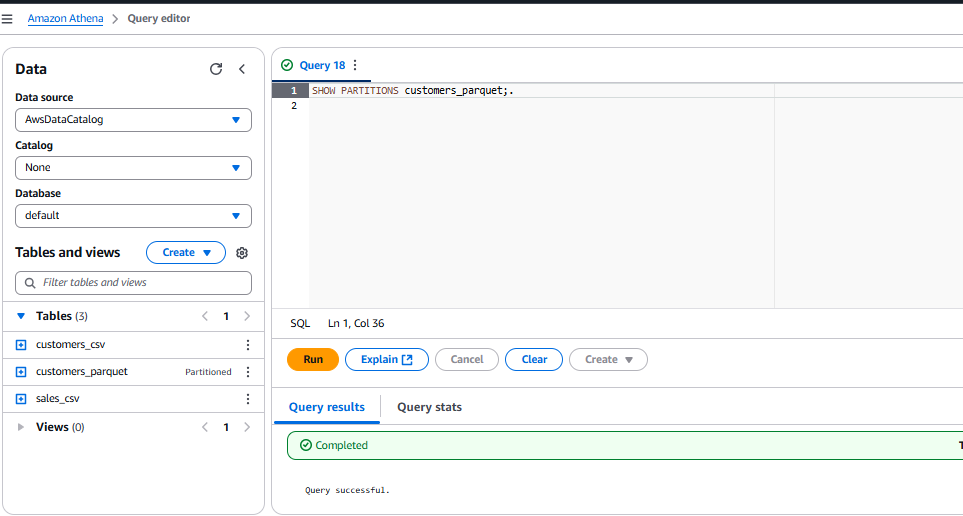 Amazon Athena > Query editor
Data
Data source
AwsDataCatalog
Catalog
None
Database
default
Tables and views
Create
Filter tables and views
Tables (3)
1
customers_csv
customers_parquet
Partitioned
sales_csv
Views (0)
1
Query 18
1 SHOW PARTITIONS customers_parquet;.
2
SQL Ln 1, Col 36
Run
Explain
Cancel
Clear
Create
Query results
Query stats
Completed
Query successful.